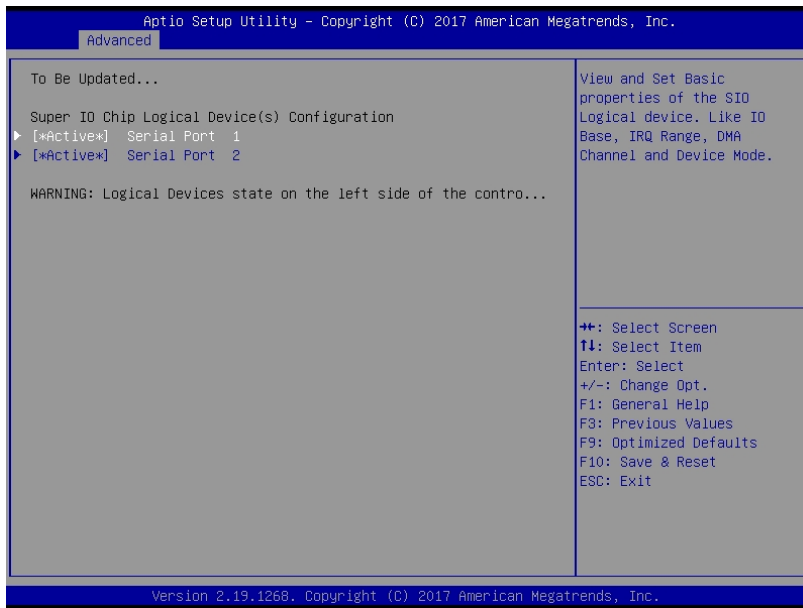 Aptio Setup Utility – Copyright (C) 2017 American Megatrends, Inc.
Advanced
To Be Updated...
Super IO Chip Logical Device(s) Configuration
[*Active*] Serial Port 1
[*Active*] Serial Port 2
WARNING: Logical Devices state on the left side of the contro...
View and Set Basic
properties of the SIO
Logical device. Like IO
Base, IRQ Range, DMA
Channel and Device Mode.
→←: Select Screen
↑↓: Select Item
Enter: Select
+/-: Change Opt.
F1: General Help
F3: Previous Values
F9: Optimized Defaults
F10: Save & Reset
ESC: Exit
Version 2.19.1268. Copyright (C) 2017 American Megatrends, Inc.